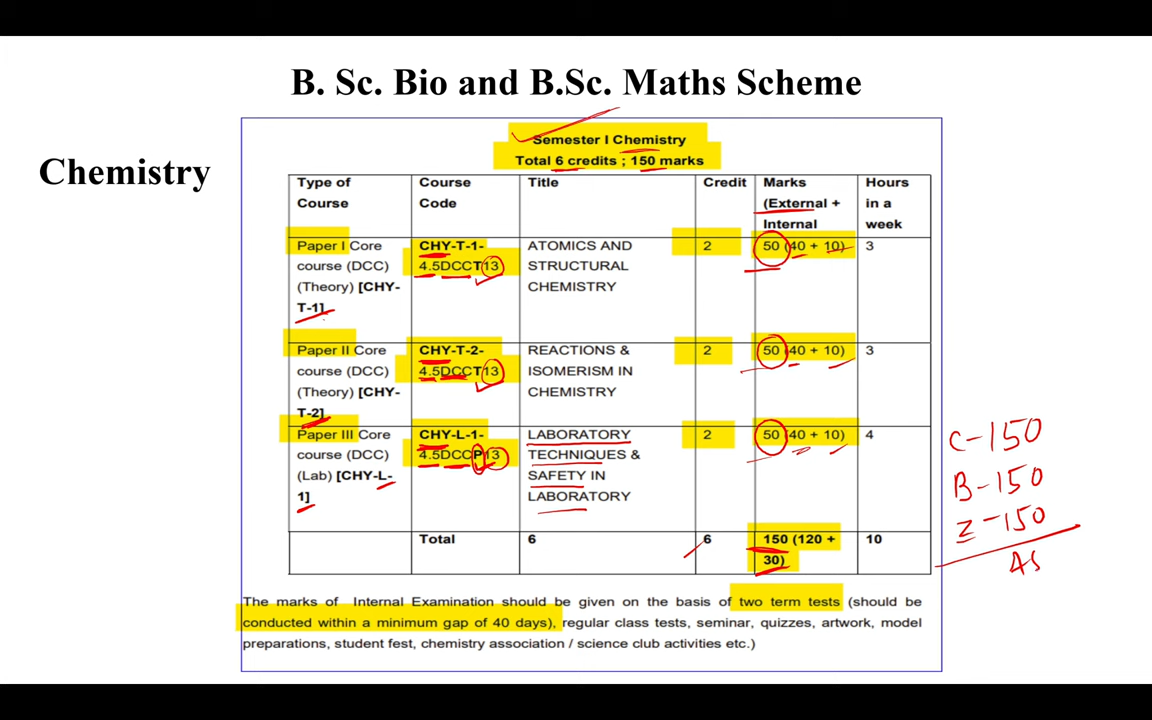 B. Sc. Bio and B.Sc. Maths Scheme
Chemistry
Semester I Chemistry
Total 6 credits ; 150 marks
Type of Course
Course Code
Title
Credit
Marks (External + Internal
Hours in a week
Paper I Core
course (DCC)
(Theory) [CHY-
T-1]
CHY-T-1-
4.5DCCT13
ATOMICS AND
STRUCTURAL
CHEMISTRY
2
50 (40 + 10)
3
Paper II Core
course (DCC)
(Theory) [CHY-
T-2]
CHY-T-2-
4.5DCCT13
REACTIONS &
ISOMERISM IN
CHEMISTRY
2
50 (40 + 10)
3
Paper III Core
course (DCC)
(Lab) [CHY-L-
1]
CHY-L-1-
4.5DCCP13
LABORATORY
TECHNIQUES &
SAFETY IN
LABORATORY
2
50 (40 + 10)
4
Total
6
6
150 (120 +
30)
10
The marks of Internal Examination should be given on the basis of two term tests (should be
conducted within a minimum gap of 40 days), regular class tests, seminar, quizzes, artwork, model
preparations, student fest, chemistry association / science club activities etc.)
C-150
B-150
Z-150